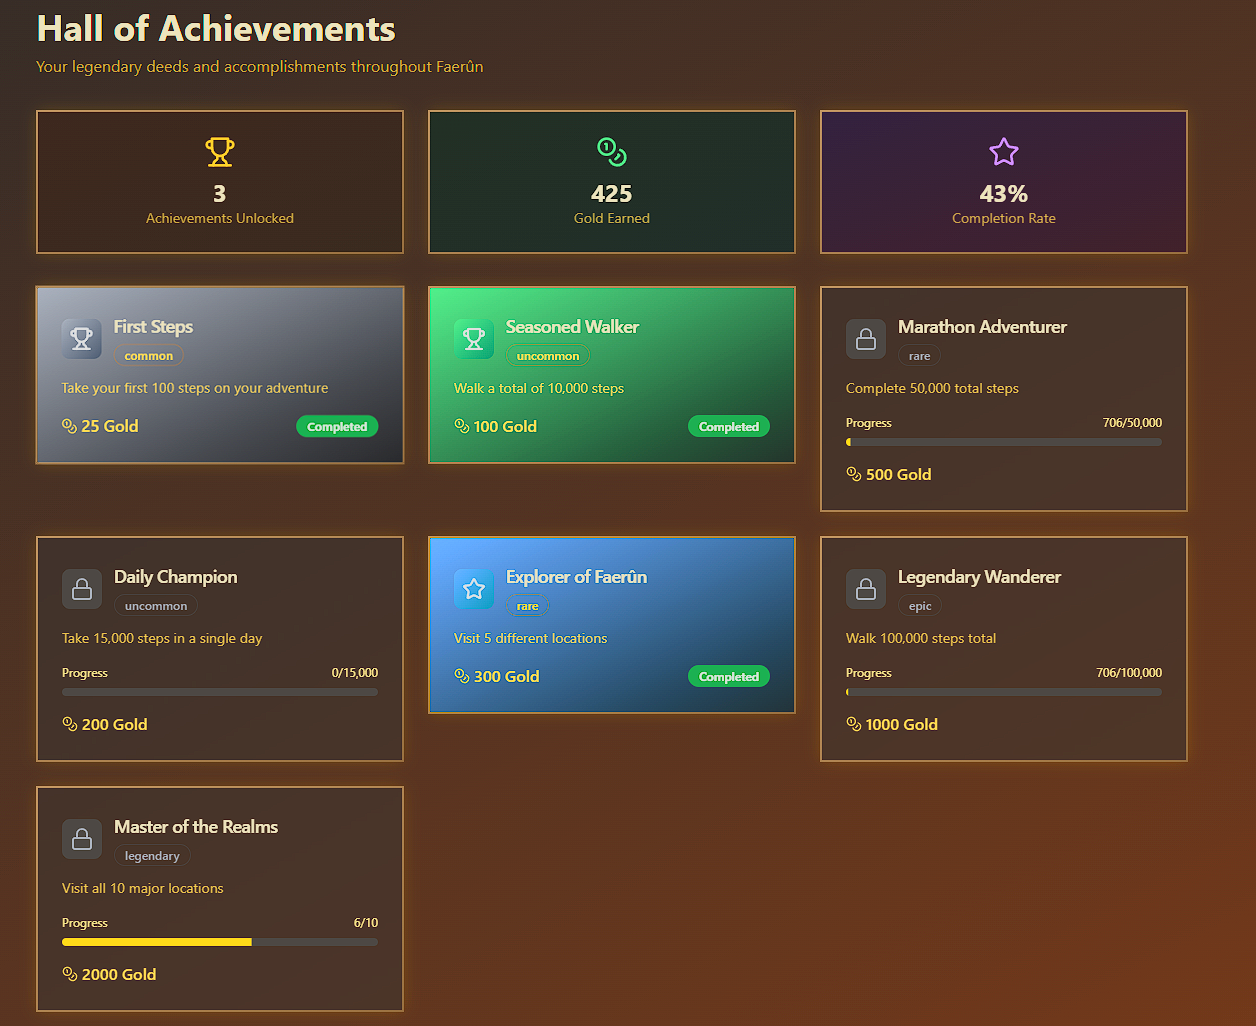 Hall of Achievements
Your legendary deeds and accomplishments throughout Faerûn
3
Achievements Unlocked
425
Gold Earned
43%
Completion Rate
First Steps
common
Take your first 100 steps on your adventure
25 Gold
Completed
Seasoned Walker
uncommon
Walk a total of 10,000 steps
100 Gold
Completed
Marathon Adventurer
rare
Complete 50,000 total steps
Progress 706/50,000
500 Gold
Daily Champion
uncommon
Take 15,000 steps in a single day
Progress 0/15,000
200 Gold
Explorer of Faerûn
rare
Visit 5 different locations
300 Gold
Completed
Legendary Wanderer
epic
Walk 100,000 steps total
Progress 706/100,000
1000 Gold
Master of the Realms
legendary
Visit all 10 major locations
Progress 6/10
2000 Gold